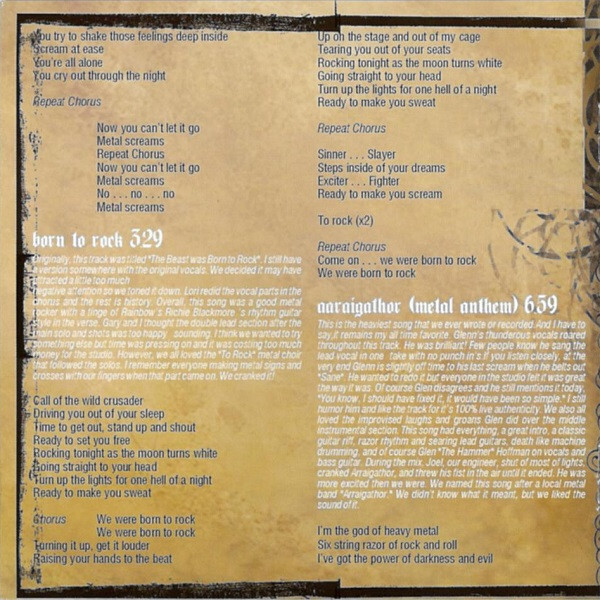 You try to shake those feelings deep inside
Scream at ease
You're all alone
You cry out through the night
Repeat Chorus
Now you can't let it go
Metal screams
Repeat Chorus
Now you can't let it go
Metal screams
No . . . no . . . no
Metal screams
born to rock 3:29
Originally, this track was titled "The Beast was Born to Rock". I still have
a version somewhere with the original vocals. We decided it may have
attracted a little too much
negative attention so we toned it down. Lori redid the vocal parts in the
chorus and the rest is history. Overall, this song was a good metal
rocker with a tinge of Rainbow's Richie Blackmore 's rhythm guitar
style in the verse. Gary and I thought the double lead section after the
main solo and shots was too happy sounding. I think we wanted to try
something else but time was pressing on and it was costing too much
money for the studio. However, we all loved the "To Rock" metal choir
that followed the solos. I remember everyone making metal signs and
crosses with our fingers when that part came on. We cranked it!
Call of the wild crusader
Driving you out of your sleep
Time to get out, stand up and shout
Ready to set you free
Rocking tonight as the moon turns white
Going straight to your head
Turn up the lights for one hell of a night
Ready to make you sweat
Chorus We were born to rock
We were born to rock
Turning it up, get it louder
Raising your hands to the beat
Up on the stage and out of my cage
Tearing you out of your seats
Rocking tonight as the moon turns white
Going straight to your head
Turn up the lights for one hell of a night
Ready to make you sweat
Repeat Chorus
Sinner . . . Slayer
Steps inside of your dreams
Exciter . . . Fighter
Ready to make you scream
To rock (x2)
Repeat Chorus
Come on . . . we were born to rock
We were born to rock
aaraigathor (metal anthem) 6:59
This is the heaviest song that we ever wrote or recorded. And I have to
say,it remains my all time favorite. Glenn's thunderous vocals roared
throughout this track. He was brilliant! Few people know he sang the
lead vocal in one take with no punch in's.If you listen closely, at the
very end Glenn is slightly off time to his last scream when he belts out
"Sane". He wanted to redo it but everyone in the studio felt it was great
the way it was. Of course Glen disagrees and he still mentions it today,
"You know, I should have fixed it, it would have been so simple." I still
humor him and like the track for it's 100% live authenticity. We also all
loved the improvised laughs and groans Glen did over the middle
instrumental section. This song had everything, a great intro, a classic
guitar riff, razor rhythm and searing lead guitars, death like machine
drumming, and of course Glen "The Hammer" Hoffman on vocals and
bass guitar. During the mix, Joel, our engineer, shut of most of lights,
cranked Arraigathor, and threw his fist in the air until it ended. He was
more excited then we were. We named this song after a local metal
band "Arraigathor." We didn't know what it meant, but we liked the
sound of it.
I'm the god of heavy metal
Six string razor of rock and roll
I've got the power of darkness and evil